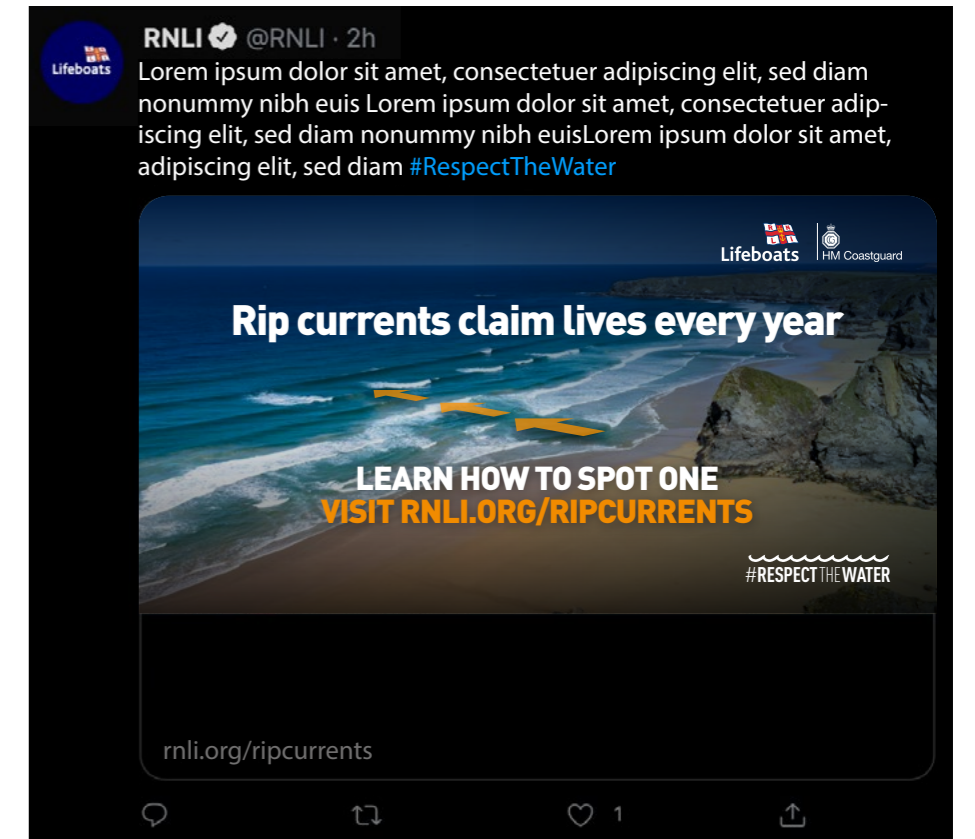 RNLI @RNLI · 2h
Lifeboats
Lorem ipsum dolor sit amet, consectetuer adipiscing elit, sed diam
nonummy nibh euis Lorem ipsum dolor sit amet, consectetuer adip-
iscing elit, sed diam nonummy nibh euisLorem ipsum dolor sit amet,
adipiscing elit, sed diam #RespectTheWater
R N
L I
Lifeboats
HM Coastguard
Rip currents claim lives every year
LEARN HOW TO SPOT ONE
VISIT RNLI.ORG/RIPCURRENTS
#RESPECTTHEWATER
rnli.org/ripcurrents
1